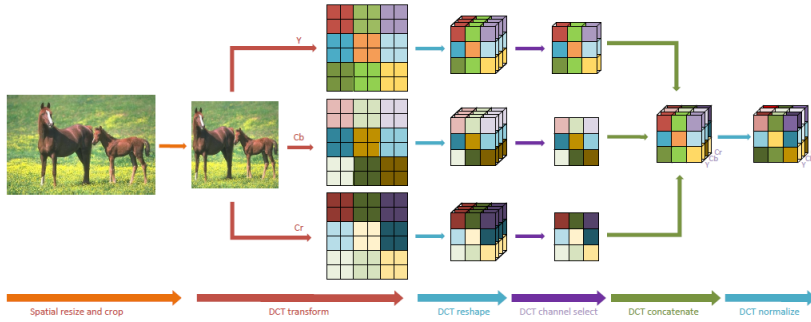 Y
Cb
Cr
Cr
Cb
Y
Y
Spatial resize and crop
DCT transform
DCT reshape
DCT channel select
DCT concatenate
DCT normalize